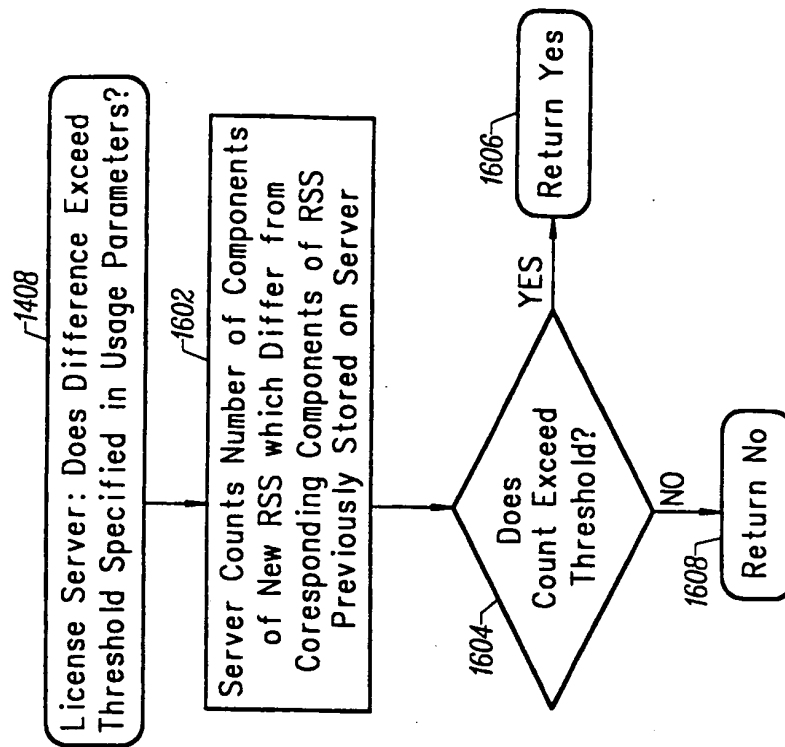 1408
License Server: Does Difference Exceed
Threshold Specified in Usage Parameters?
1602
Server Counts Number of Components
of New RSS which Differ from
Coresponding Components of RSS
Previously Stored on Server
1604
Does
Count Exceed
Threshold?
YES
1606
Return Yes
NO
1608
Return No